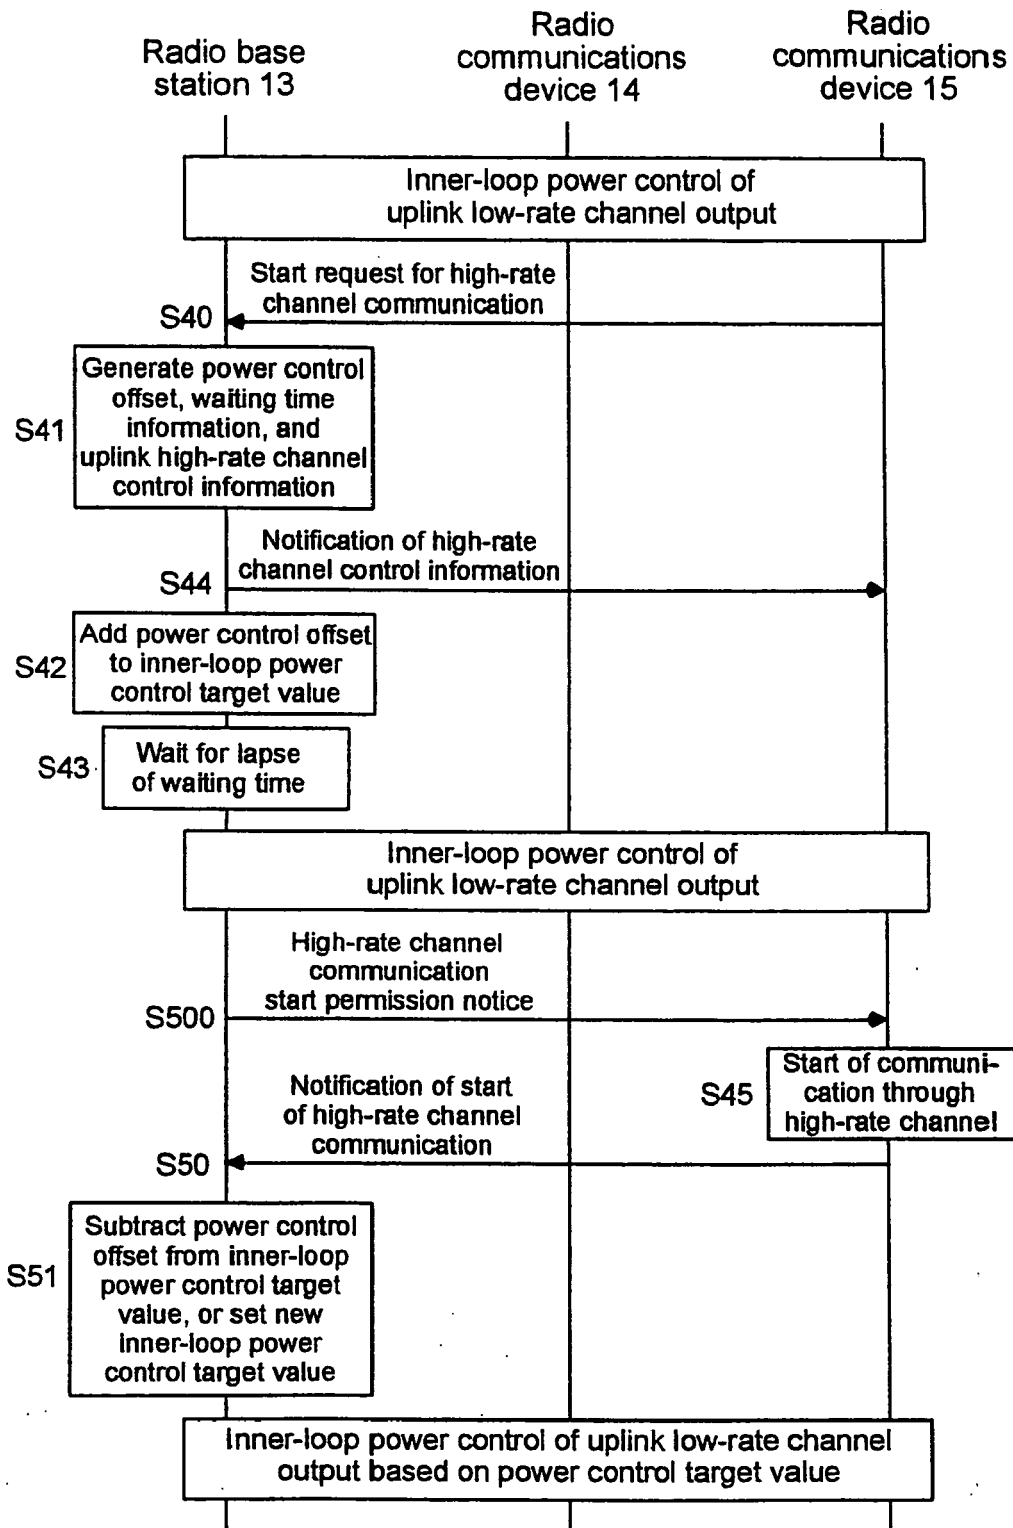 Radio base
station 13
Radio
communications
device 14
Radio
communications
device 15
Inner-loop power control of
uplink low-rate channel output
Start request for high-rate
channel communication
S40
Generate power control
offset, waiting time
information, and
uplink high-rate channel
control information
S41
Notification of high-rate
channel control information
S44
Add power control offset
to inner-loop power
control target value
S42
Wait for lapse
of waiting time
S43
Inner-loop power control of
uplink low-rate channel output
High-rate channel
communication
start permission notice
S500
Start of communi-
cation through
high-rate channel
S45
Notification of start
of high-rate channel
communication
S50
Subtract power control
offset from inner-loop
power control target
value, or set new
inner-loop power
control target value
S51
Inner-loop power control of uplink low-rate channel
output based on power control target value